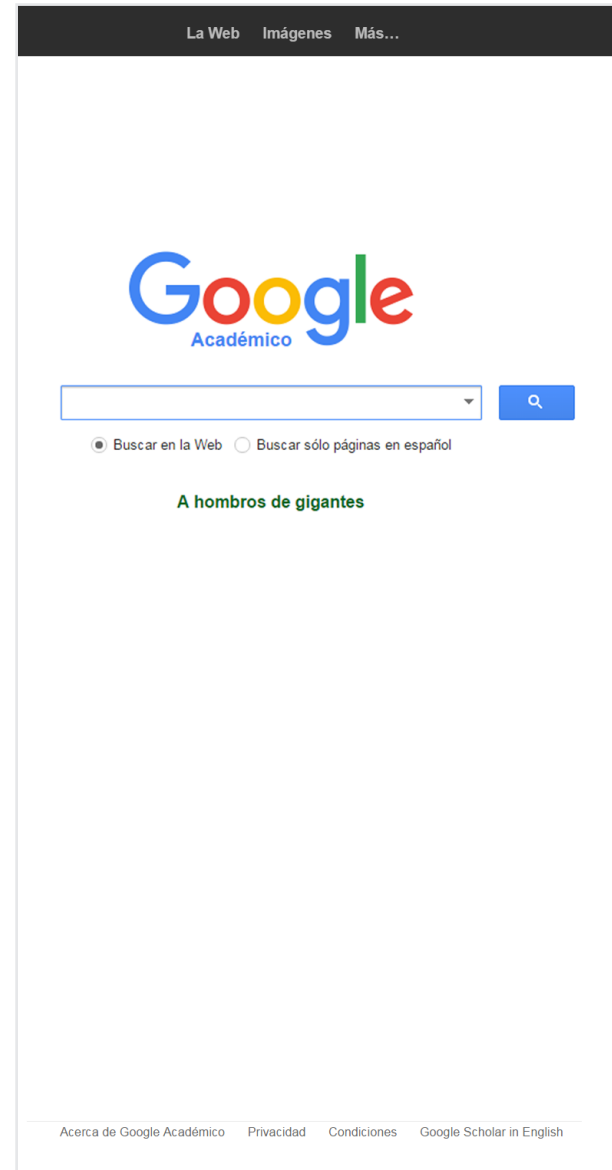 La Web Imágenes Más...
Google
Académico
Buscar en la Web Buscar sólo páginas en español
A hombros de gigantes
Acerca de Google Académico Privacidad Condiciones Google Scholar in English